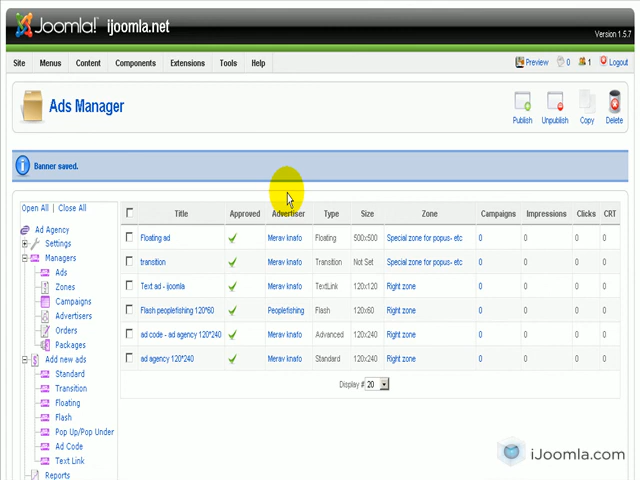 Joomla! ijoomla.net
Version 1.5.7
Site Menus Content Components Extensions Tools Help Preview 0 1 Logout
Ads Manager
Publish Unpublish Copy Delete
Banner saved.
Open All | Close All
Ad Agency
Settings
Managers
Ads
Zones
Campaigns
Advertisers
Orders
Packages
Add new ads
Standard
Transition
Floating
Flash
Pop Up/Pop Under
Ad Code
Text Link
Reports
Title Approved Advertiser Type Size Zone Campaigns Impressions Clicks CRT
Floating ad Merav knafo Floating 500x500 Special zone for popus- etc 0 0 0 0
transition Merav knafo Transition Not Set Special zone for popus- etc 0 0 0 0
Text ad - ijoomla Merav knafo TextLink 120x120 Right zone 0 0 0 0
Flash peoplefishing 120*60 Peoplefishing Flash 120x60 Right zone 0 0 0 0
ad code - ad agency 120*240 Merav knafo Advanced 120x240 Right zone 0 0 0 0
ad agency 120*240 Merav knafo Standard 120x240 Right zone 0 0 0 0
Display # 20
iJoomla.com